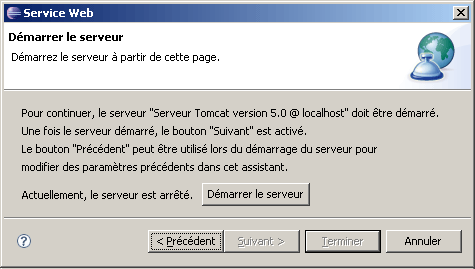 Service Web
Démarrer le serveur
Démarrez le serveur à partir de cette page.
Pour continuer, le serveur "Serveur Tomcat version 5.0 @ localhost" doit être démarré.
Une fois le serveur démarré, le bouton "Suivant" est activé.
Le bouton "Précédent" peut être utilisé lors du démarrage du serveur pour
modifier des paramètres précédents dans cet assistant.
Actuellement, le serveur est arrêté. Démarrer le serveur
? < Précédent Suivant > Terminer Annuler